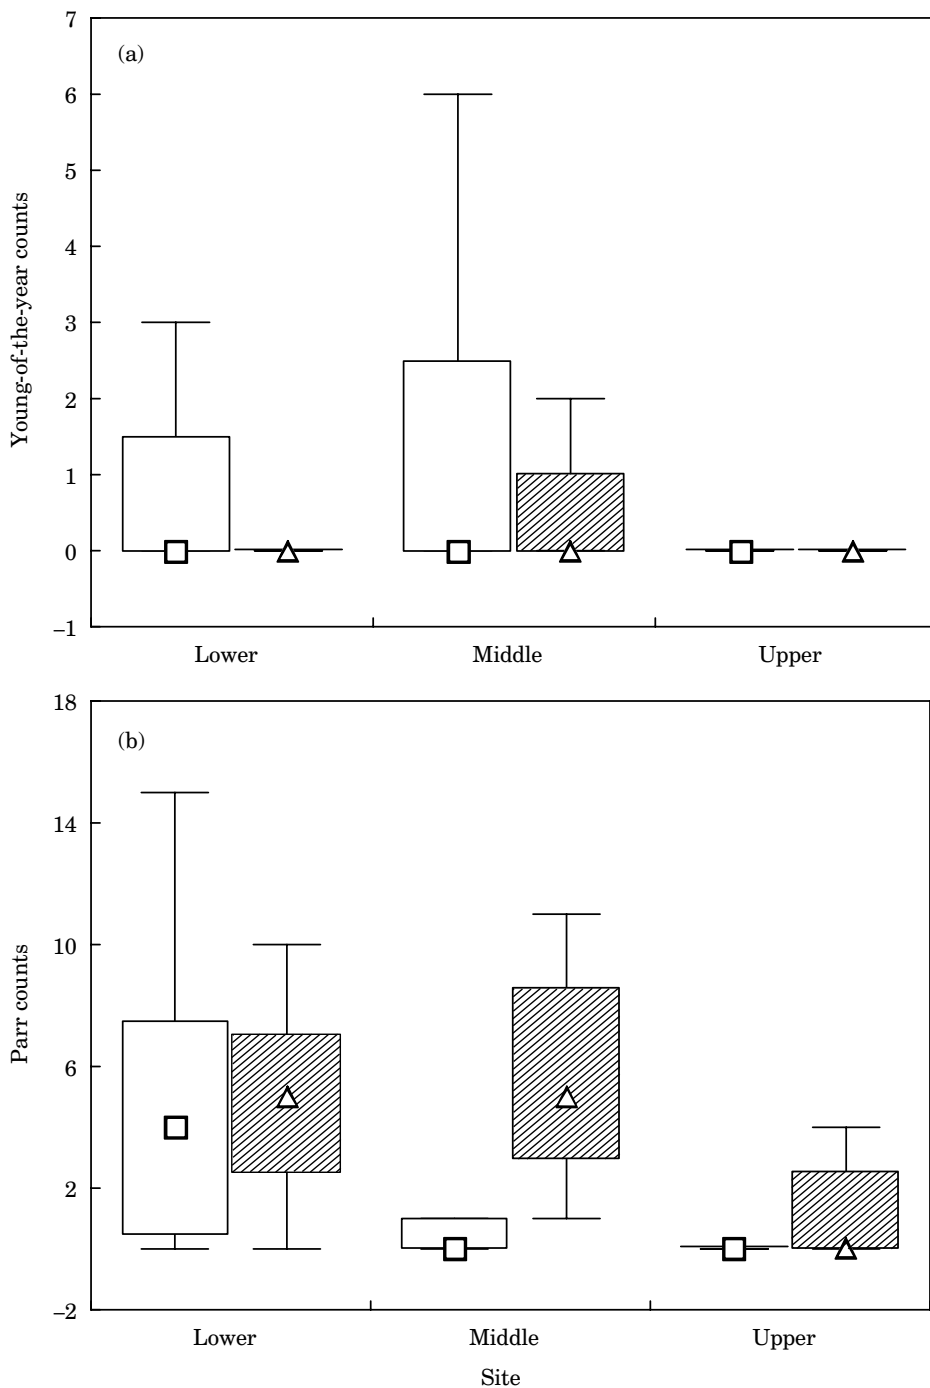 7
(a)
6
5
4
3
2
1
0
–1
Young-of-the-year counts
Lower Middle Upper
18
(b)
14
10
6
2
–2
Parr counts
Lower Middle Upper
Site